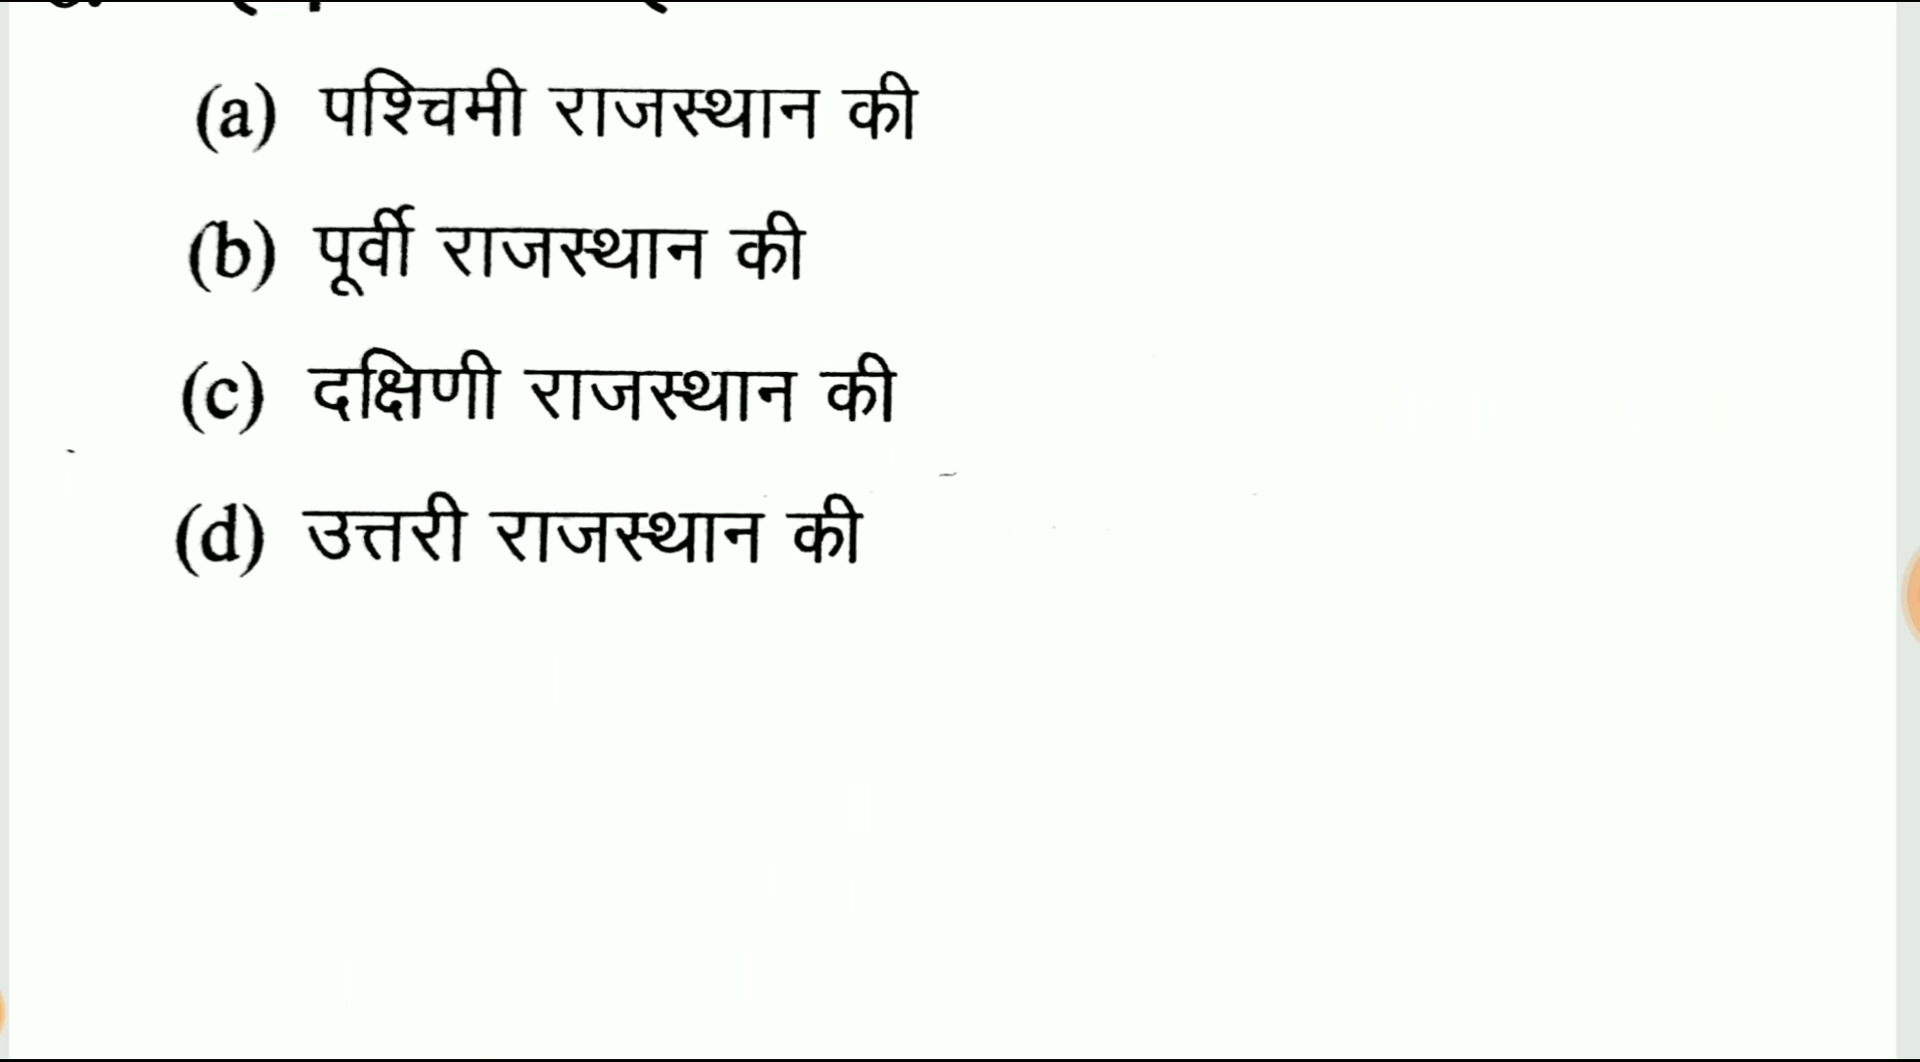 (a) पश्चिमी राजस्थान की
(b) पूर्वी राजस्थान की
(c) दक्षिणी राजस्थान की
(d) उत्तरी राजस्थान की